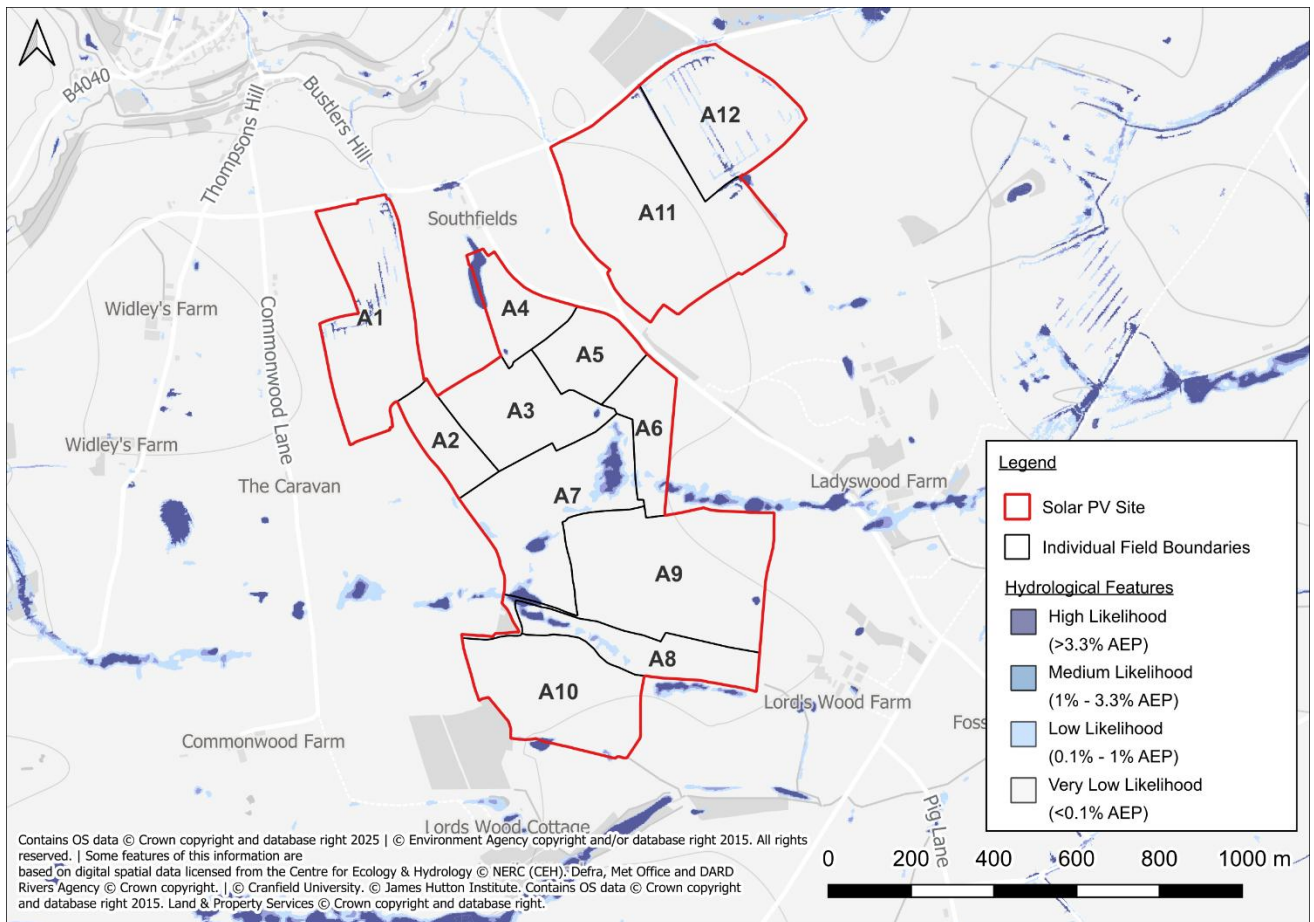 B4040
Thompsons Hill
Bustlers Hill
A12
A11
Southfields
Widley's Farm
A1
A4
Commonwood Lane
A5
A3
A6
A2
Widley's Farm
The Caravan
A7
Ladyswood Farm
A9
A8
A10
Lord's Wood Farm
Commonwood Farm
Foss
Pig Lane
Lords Wood Cottage
Legend
Solar PV Site
Individual Field Boundaries
Hydrological Features
High Likelihood
(>3.3% AEP)
Medium Likelihood
(1% - 3.3% AEP)
Low Likelihood
(0.1% - 1% AEP)
Very Low Likelihood
(<0.1% AEP)
0 200 400 600 800 1000 m
Contains OS data © Crown copyright and database right 2025 | © Environment Agency copyright and/or database right 2015. All rights
reserved. | Some features of this information are
based on digital spatial data licensed from the Centre for Ecology & Hydrology © NERC (CEH). Defra, Met Office and DARD
Rivers Agency © Crown copyright. | © Cranfield University. © James Hutton Institute. Contains OS data © Crown copyright
and database right 2015. Land & Property Services © Crown copyright and database right.